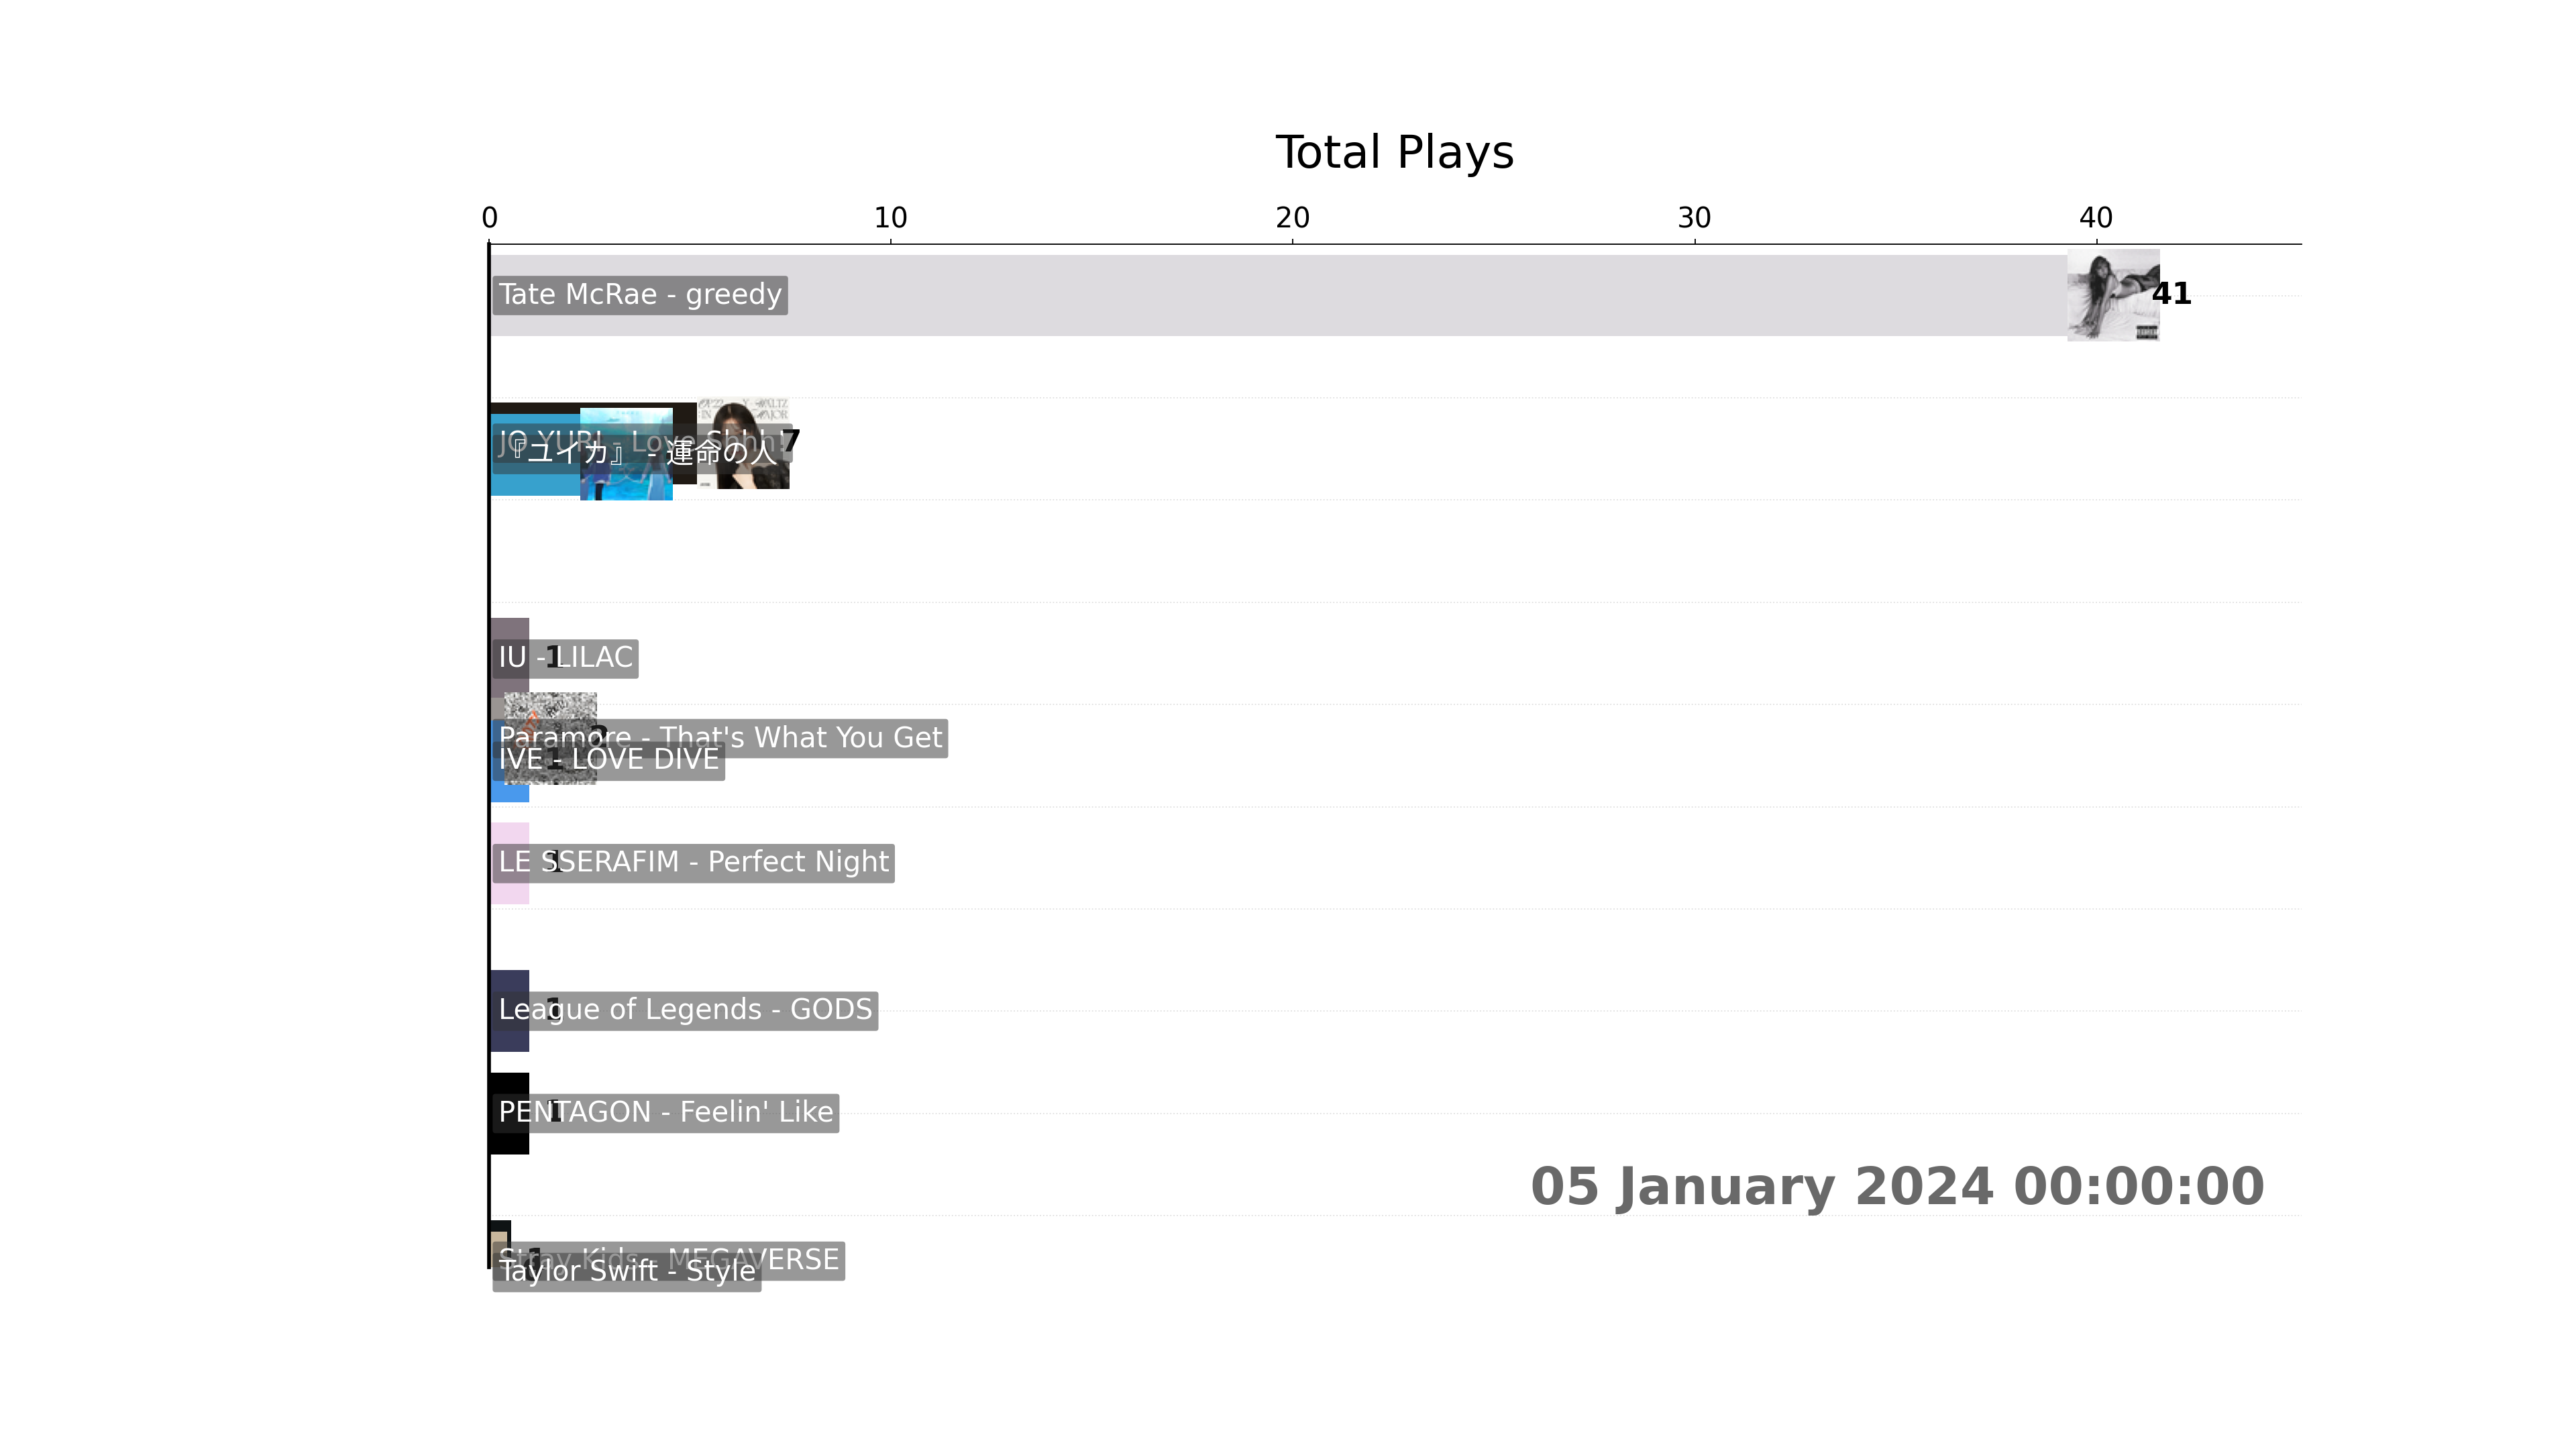 Total Plays
0 10 20 30 40
Tate McRae - greedy 41
JO YURI - Love Shhh! 7
『ユイカ』 - 運命の人
IU - LILAC 1
Paramore - That's What You Get 2
IVE - LOVE DIVE 1
LE SSERAFIM - Perfect Night 1
League of Legends - GODS 1
PENTAGON - Feelin' Like 1
05 January 2024 00:00:00
Stray Kids - MEGAVERSE 1
Taylor Swift - Style